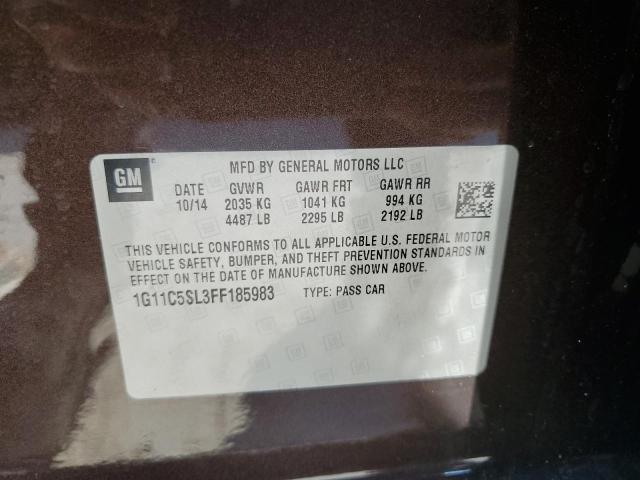 GM
MFD BY GENERAL MOTORS LLC
DATE GVWR GAWR FRT GAWR RR
10/14 2035 KG 1041 KG 994 KG
4487 LB 2295 LB 2192 LB
THIS VEHICLE CONFORMS TO ALL APPLICABLE U.S. FEDERAL MOTOR
VEHICLE SAFETY, BUMPER, AND THEFT PREVENTION STANDARDS IN
EFFECT ON THE DATE OF MANUFACTURE SHOWN ABOVE.
1G11C5SL3FF185983 TYPE: PASS CAR